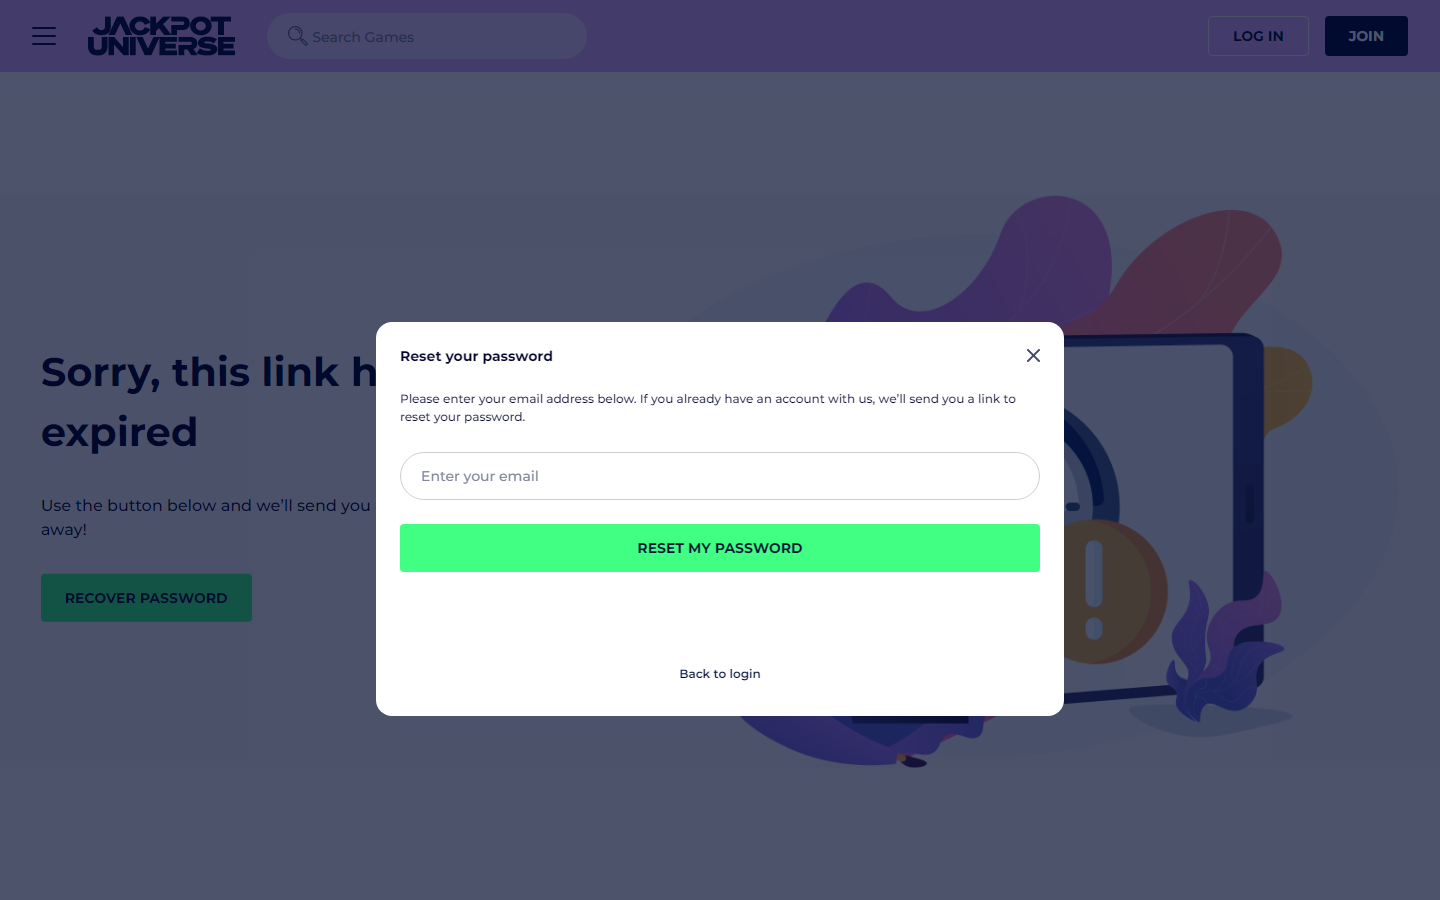 JACKPOT
UNIVERSE
Search Games
LOG IN
JOIN
Sorry, this link
expired
Use the button below and we’ll send you
away!
RECOVER PASSWORD
Reset your password
Please enter your email address below. If you already have an account with us, we’ll send you a link to
reset your password.
Enter your email
RESET MY PASSWORD
Back to login